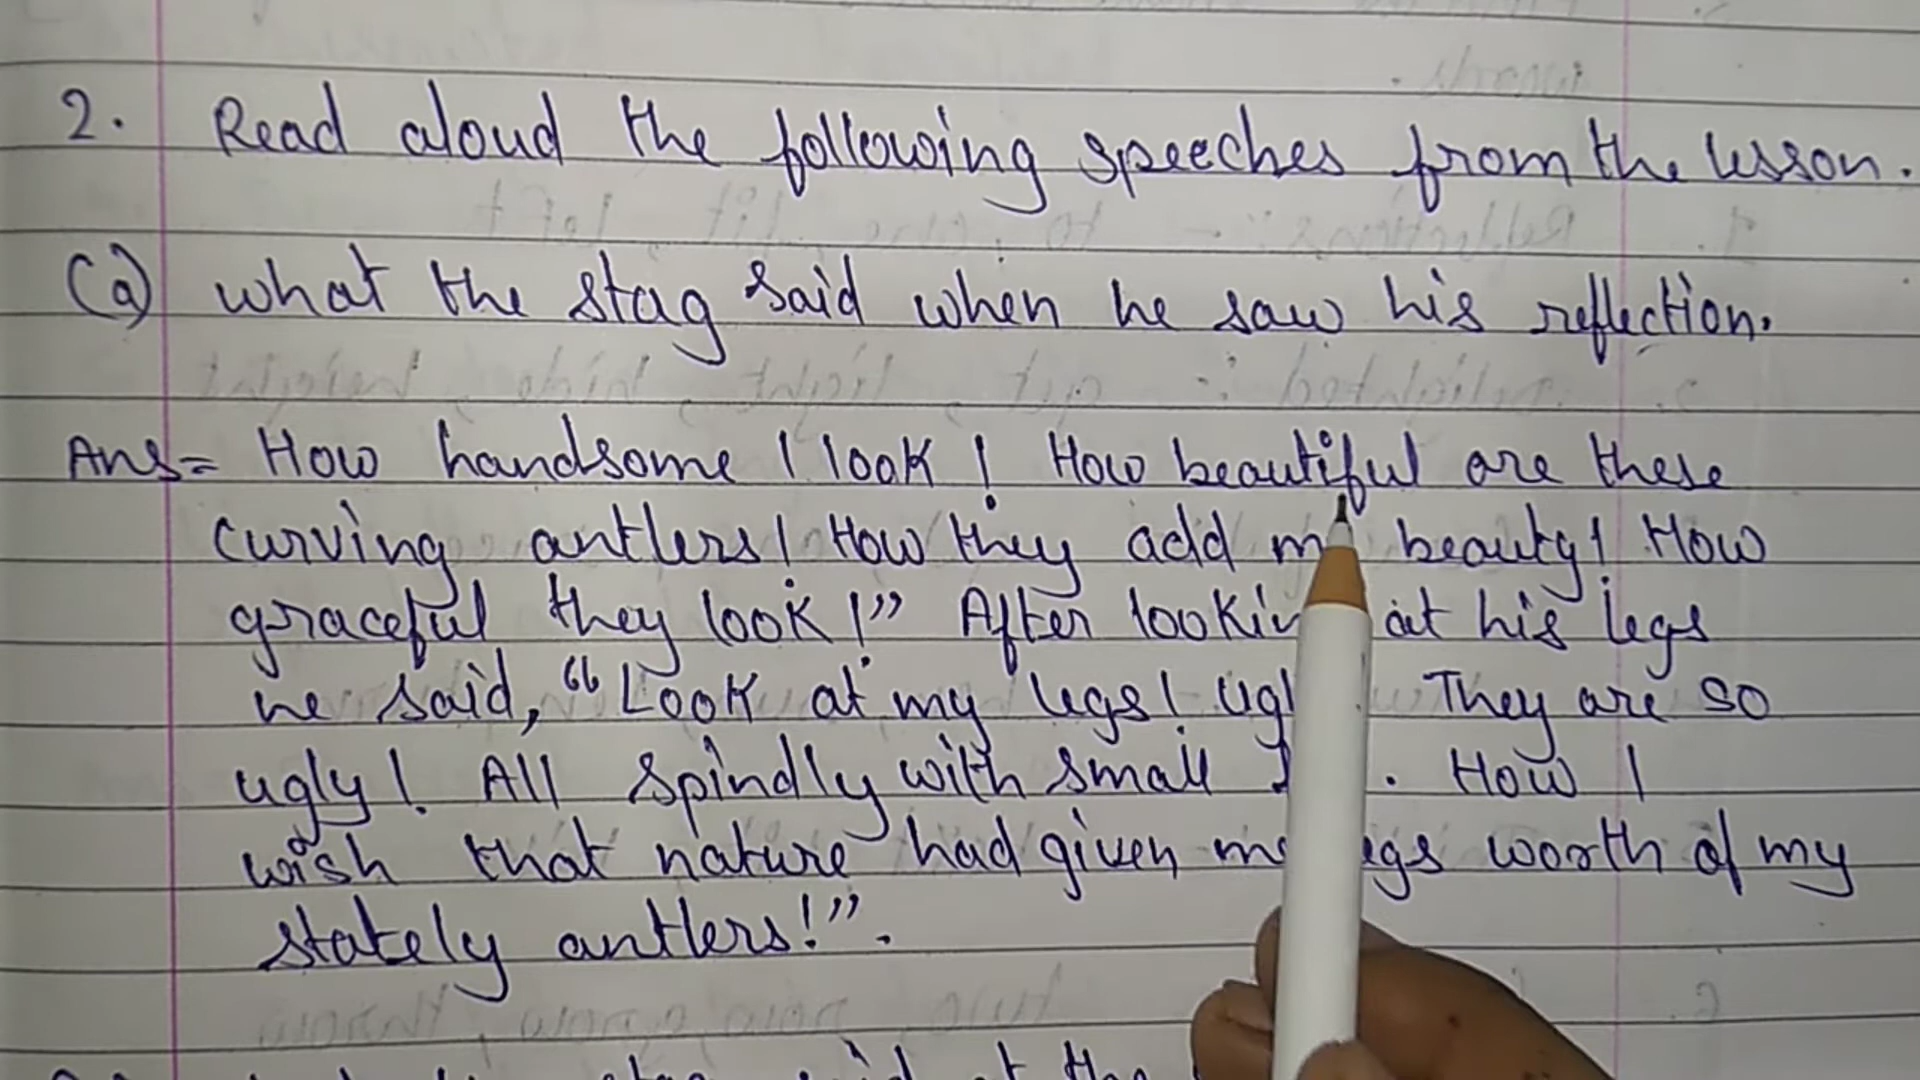 2. Read aloud the following speeches from the lesson.
(a) what the stag said when he saw his reflection.
Ans= How handsome I look! How beautiful are these
curving antlers! How they add beauty! How
graceful they look!" After at his legs
he said, "Look at my legs! They are so
ugly! All spindly with small . How I
wish that nature had given worth of my
stately antlers!".